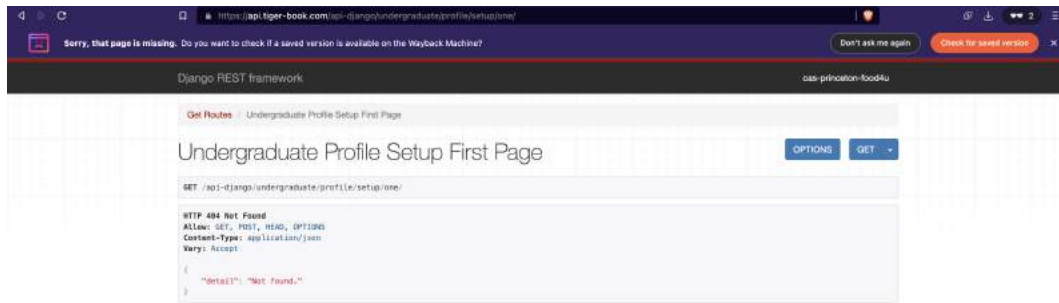 https://api.tiger-book.com/api-django/undergraduate/profile/setup/one/
2
Sorry, that page is missing. Do you want to check if a saved version is available on the Wayback Machine?
Don't ask me again
Check for saved version
Django REST framework
cas-princeton-food4u
Get Routes / Undergraduate Profile Setup First Page
Undergraduate Profile Setup First Page
OPTIONS
GET
GET /api-django/undergraduate/profile/setup/one/
HTTP 404 Not Found
Allow: GET, POST, HEAD, OPTIONS
Content-Type: application/json
Vary: Accept
{
"detail": "Not found."
}